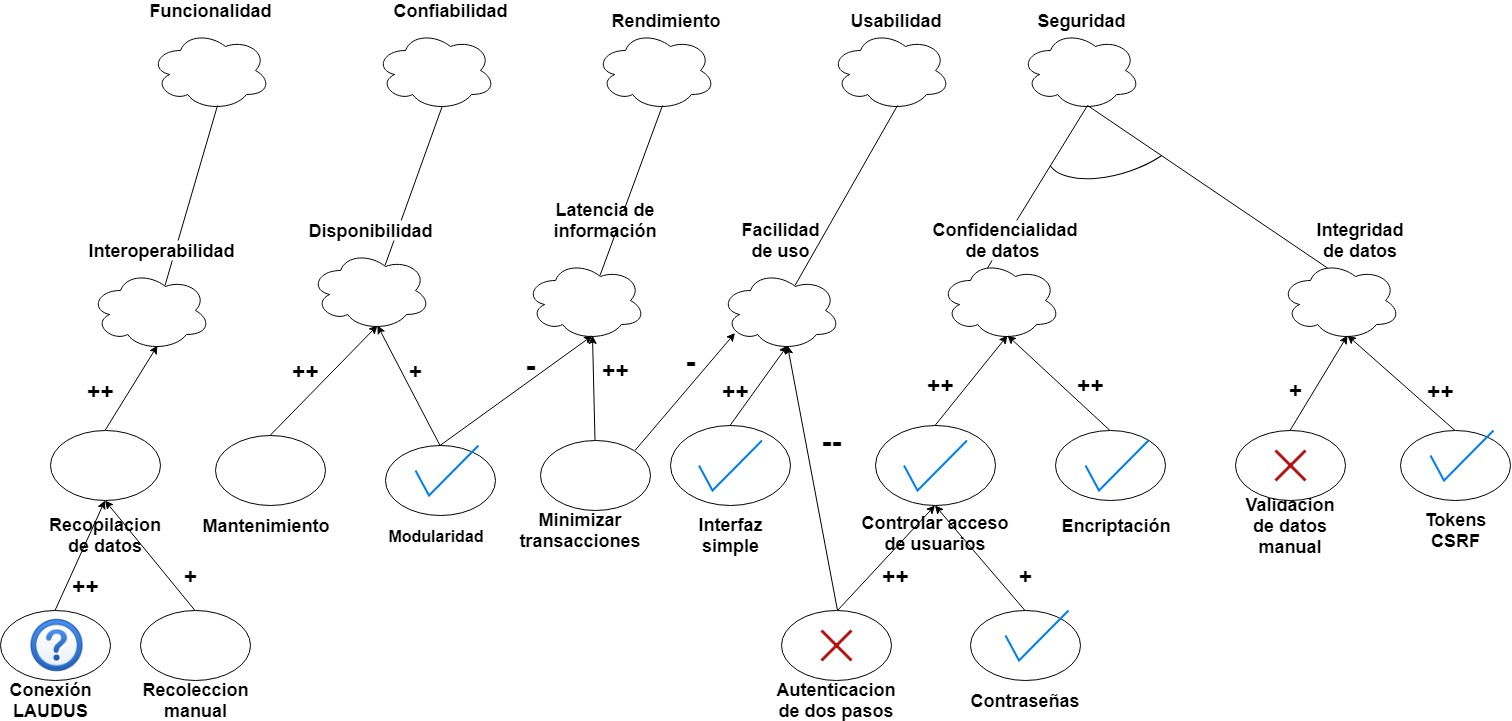 Funcionalidad
Confiabilidad
Rendimiento
Usabilidad
Seguridad
Interoperabilidad
Disponibilidad
Latencia de
información
Facilidad
de uso
Confidencialidad
de datos
Integridad
de datos
++
++
+
-
++
-
++
--
++
++
+
++
Recopilacion
de datos
Mantenimiento
Modularidad
Minimizar
transacciones
Interfaz
simple
Controlar acceso
de usuarios
Encriptación
Validacion
de datos
manual
Tokens
CSRF
++
+
++
+
?
Conexión
LAUDUS
Recoleccion
manual
Autenticacion
de dos pasos
Contraseñas